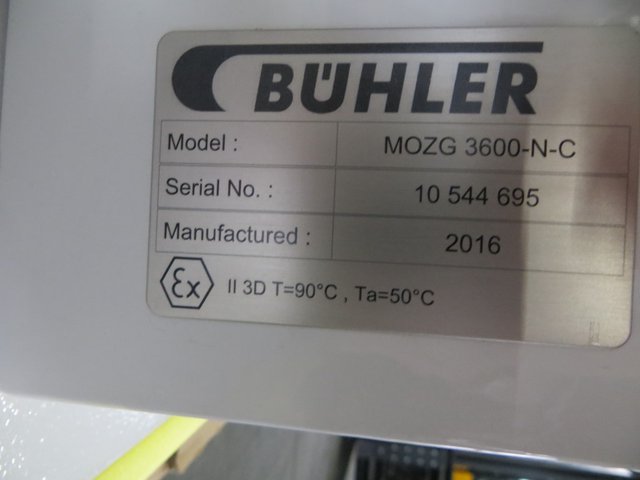 BÜHLER
Model : MOZG 3600-N-C
Serial No. : 10 544 695
Manufactured : 2016
Ex II 3D T=90°C , Ta=50°C